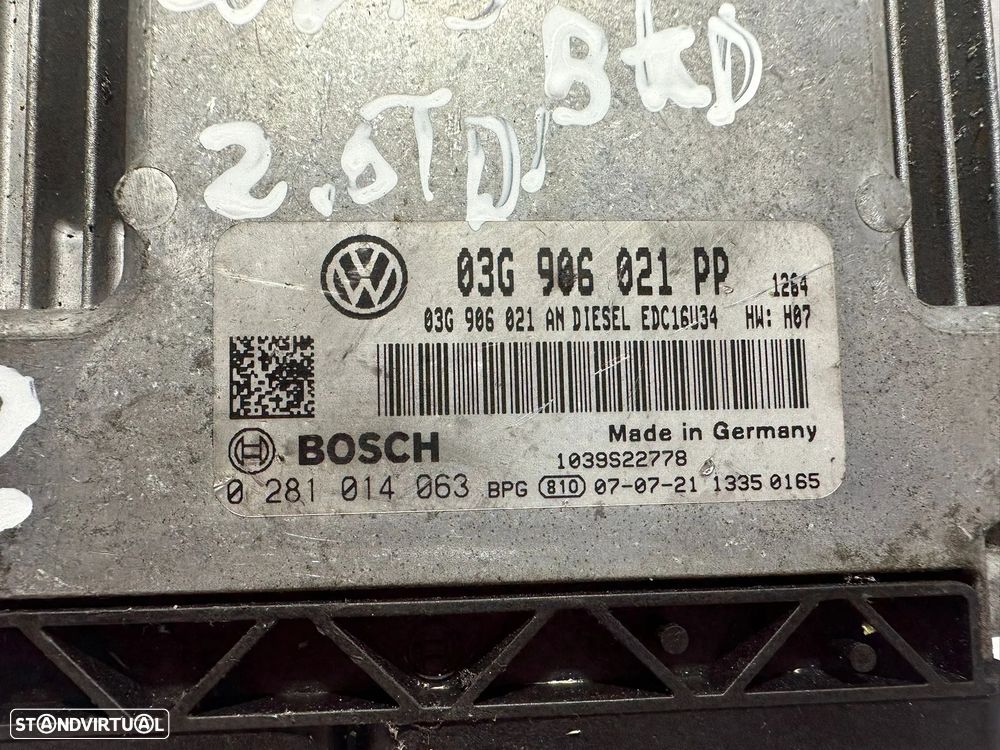 BKD
2.0TDI
03G 906 021 PP 1264
03G 906 021 AN DIESEL EDC16U34 HW: H07
BOSCH
Made in Germany
1039S22778
0 281 014 063 BPG 810 07-07-21 1335 0165
STANDVIRTUAL